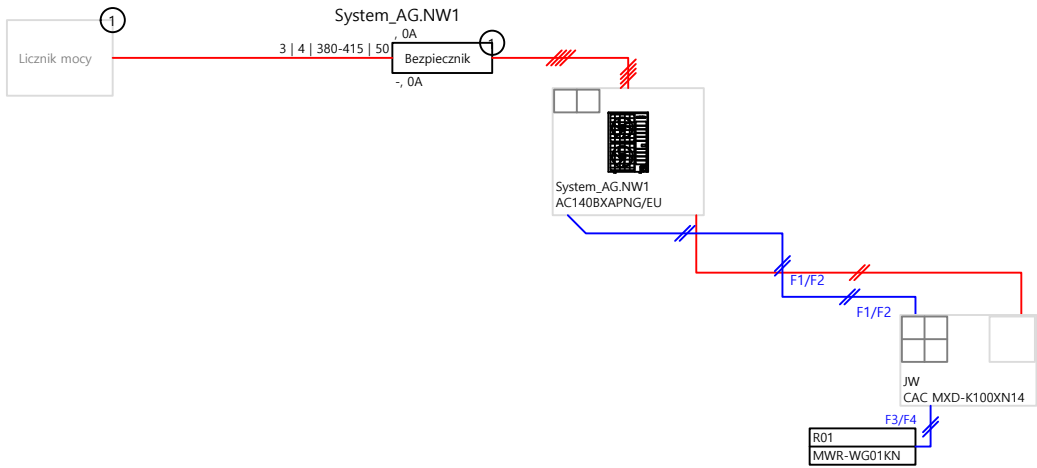 System_AG.NW1
1
, 0A
1
3 | 4 | 380-415 | 50
Licznik mocy
Bezpiecznik
-, 0A
System_AG.NW1
AC140BXAPNG/EU
F1/F2
F1/F2
JW
CAC MXD-K100XN14
F3/F4
R01
MWR-WG01KN